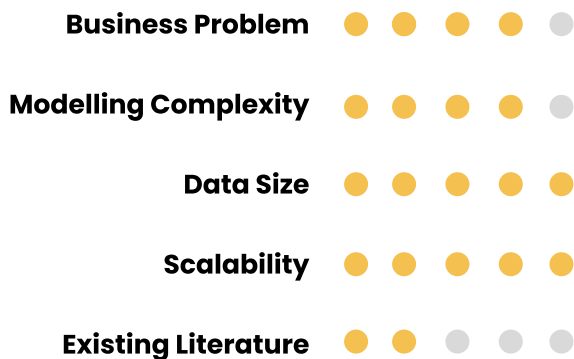 Business Problem
Modelling Complexity
Data Size
Scalability
Existing Literature